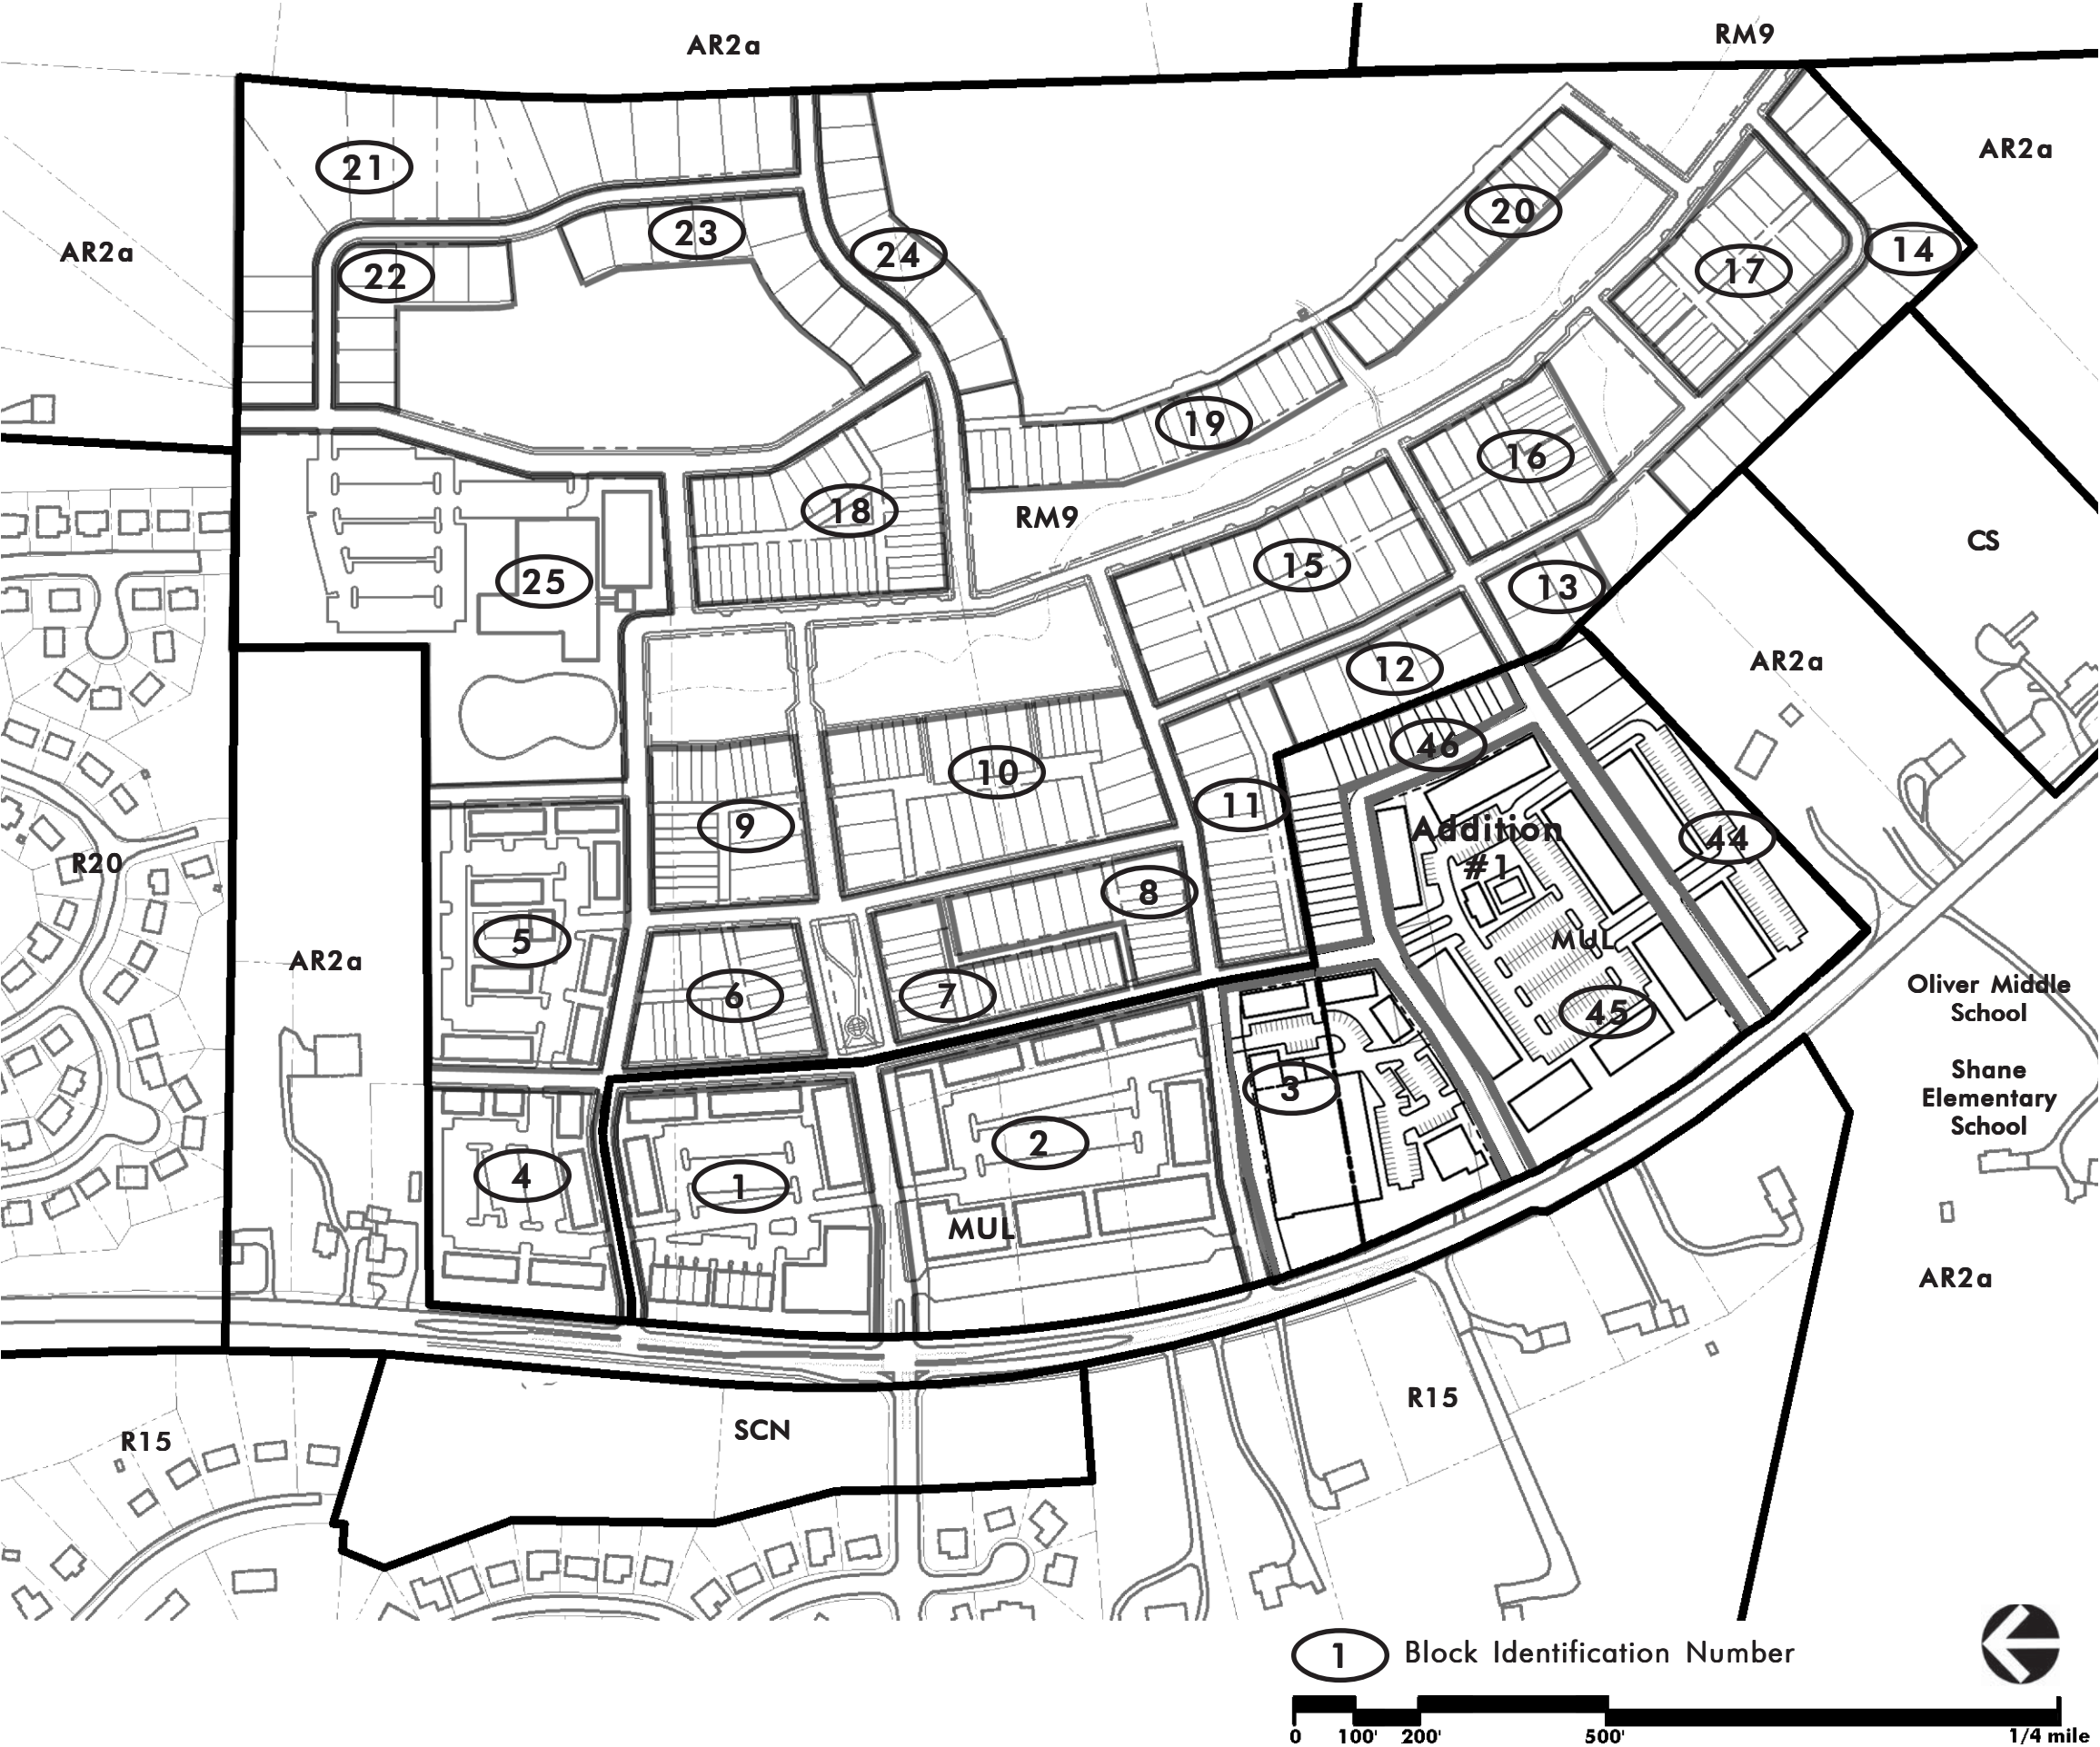 AR2a
RM9
AR2a
21
23
20
AR2a
22
24
17
14
19
16
18
RM9
CS
15
13
25
12
AR2a
46
10
11
9
Addition
#1
44
R20
8
5
MUL
AR2a
6
7
45
Oliver Middle
School
3
Shane
Elementary
School
2
4
1
MUL
AR2a
R15
SCN
R15
1 Block Identification Number
0 100' 200' 500' 1/4 mile